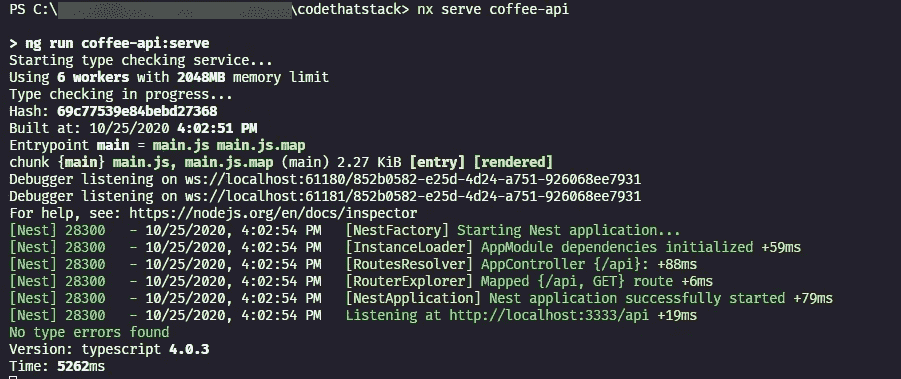 PS C:\ \codethatstack> nx serve coffee-api
> ng run coffee-api:serve
Starting type checking service...
Using 6 workers with 2048MB memory limit
Type checking in progress...
Hash: 69c77539e84bebd27368
Built at: 10/25/2020 4:02:51 PM
Entrypoint main = main.js main.js.map
chunk {main} main.js, main.js.map (main) 2.27 KiB [entry] [rendered]
Debugger listening on ws://localhost:61180/852b0582-e25d-4d24-a751-926068ee7931
Debugger listening on ws://localhost:61181/852b0582-e25d-4d24-a751-926068ee7931
For help, see: https://nodejs.org/en/docs/inspector
[Nest] 28300   - 10/25/2020, 4:02:54 PM   [NestFactory] Starting Nest application...
[Nest] 28300   - 10/25/2020, 4:02:54 PM   [InstanceLoader] AppModule dependencies initialized +59ms
[Nest] 28300   - 10/25/2020, 4:02:54 PM   [RoutesResolver] AppController {/api}: +88ms
[Nest] 28300   - 10/25/2020, 4:02:54 PM   [RouterExplorer] Mapped {/api, GET} route +6ms
[Nest] 28300   - 10/25/2020, 4:02:54 PM   [NestApplication] Nest application successfully started +79ms
[Nest] 28300   - 10/25/2020, 4:02:54 PM   Listening at http://localhost:3333/api +19ms
No type errors found
Version: typescript 4.0.3
Time: 5262ms